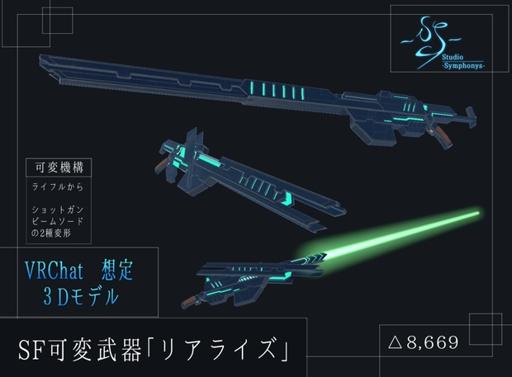 Studio
-Symphonys-
可変機構
ライフルから
ショットガン
ビームソード
の2種変形
VRChat 想定
3Dモデル
SF可変武器「リアライズ」
△8,669